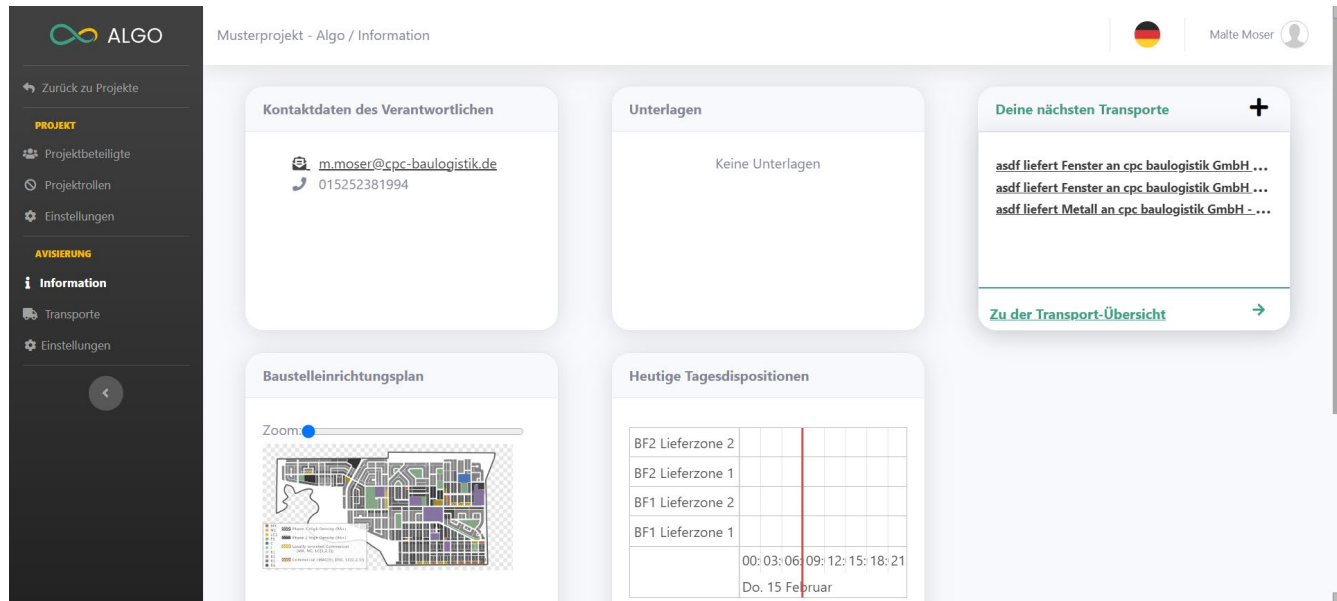 ALGO
Musterprojekt - Algo / Information
Malte Moser
Zurück zu Projekte
PROJEKT
Projektbeteiligte
Projektrollen
Einstellungen
AVISIERUNG
Information
Transporte
Einstellungen
Kontaktdaten des Verantwortlichen
m.moser@cpc-baulogistik.de
015252381994
Unterlagen
Keine Unterlagen
Deine nächsten Transporte
asdf liefert Fenster an cpc baulogistik GmbH ...
asdf liefert Fenster an cpc baulogistik GmbH ...
asdf liefert Metall an cpc baulogistik GmbH - ...
Zu der Transport-Übersicht
Baustelleinrichtungsplan
Zoom:
Heutige Tagesdispositionen
BF2 Lieferzone 2
BF2 Lieferzone 1
BF1 Lieferzone 2
BF1 Lieferzone 1
00: 03: 06: 09: 12: 15: 18: 21
Do. 15 Februar